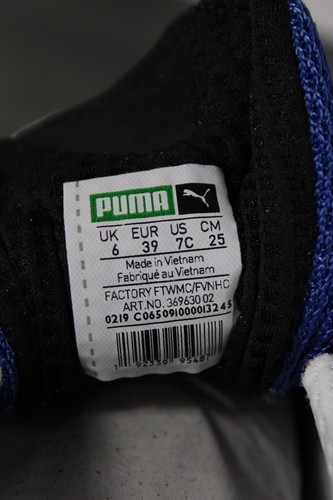 PUMA
UK EUR US CM
6 39 7C 25
Made in Vietnam
Fabriqué au Vietnam
FACTORY FTWMC/FVNHC
ART.NO. 369630 02
0219 C065091000013245